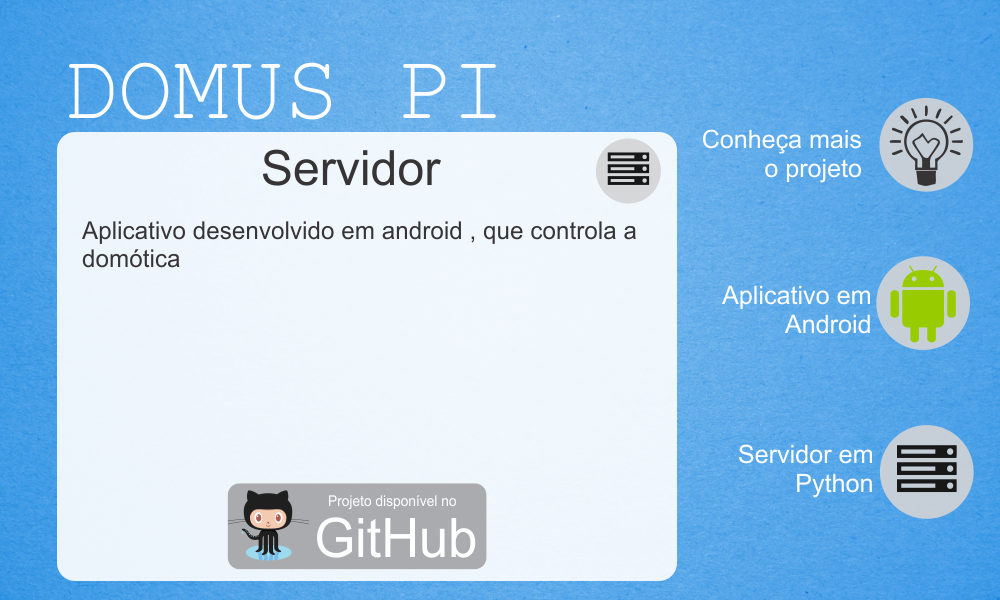 DOMUS PI
Servidor
Aplicativo desenvolvido em android , que controla a
domótica
Projeto disponível no
GitHub
Conheça mais
o projeto
Aplicativo em
Android
Servidor em
Python